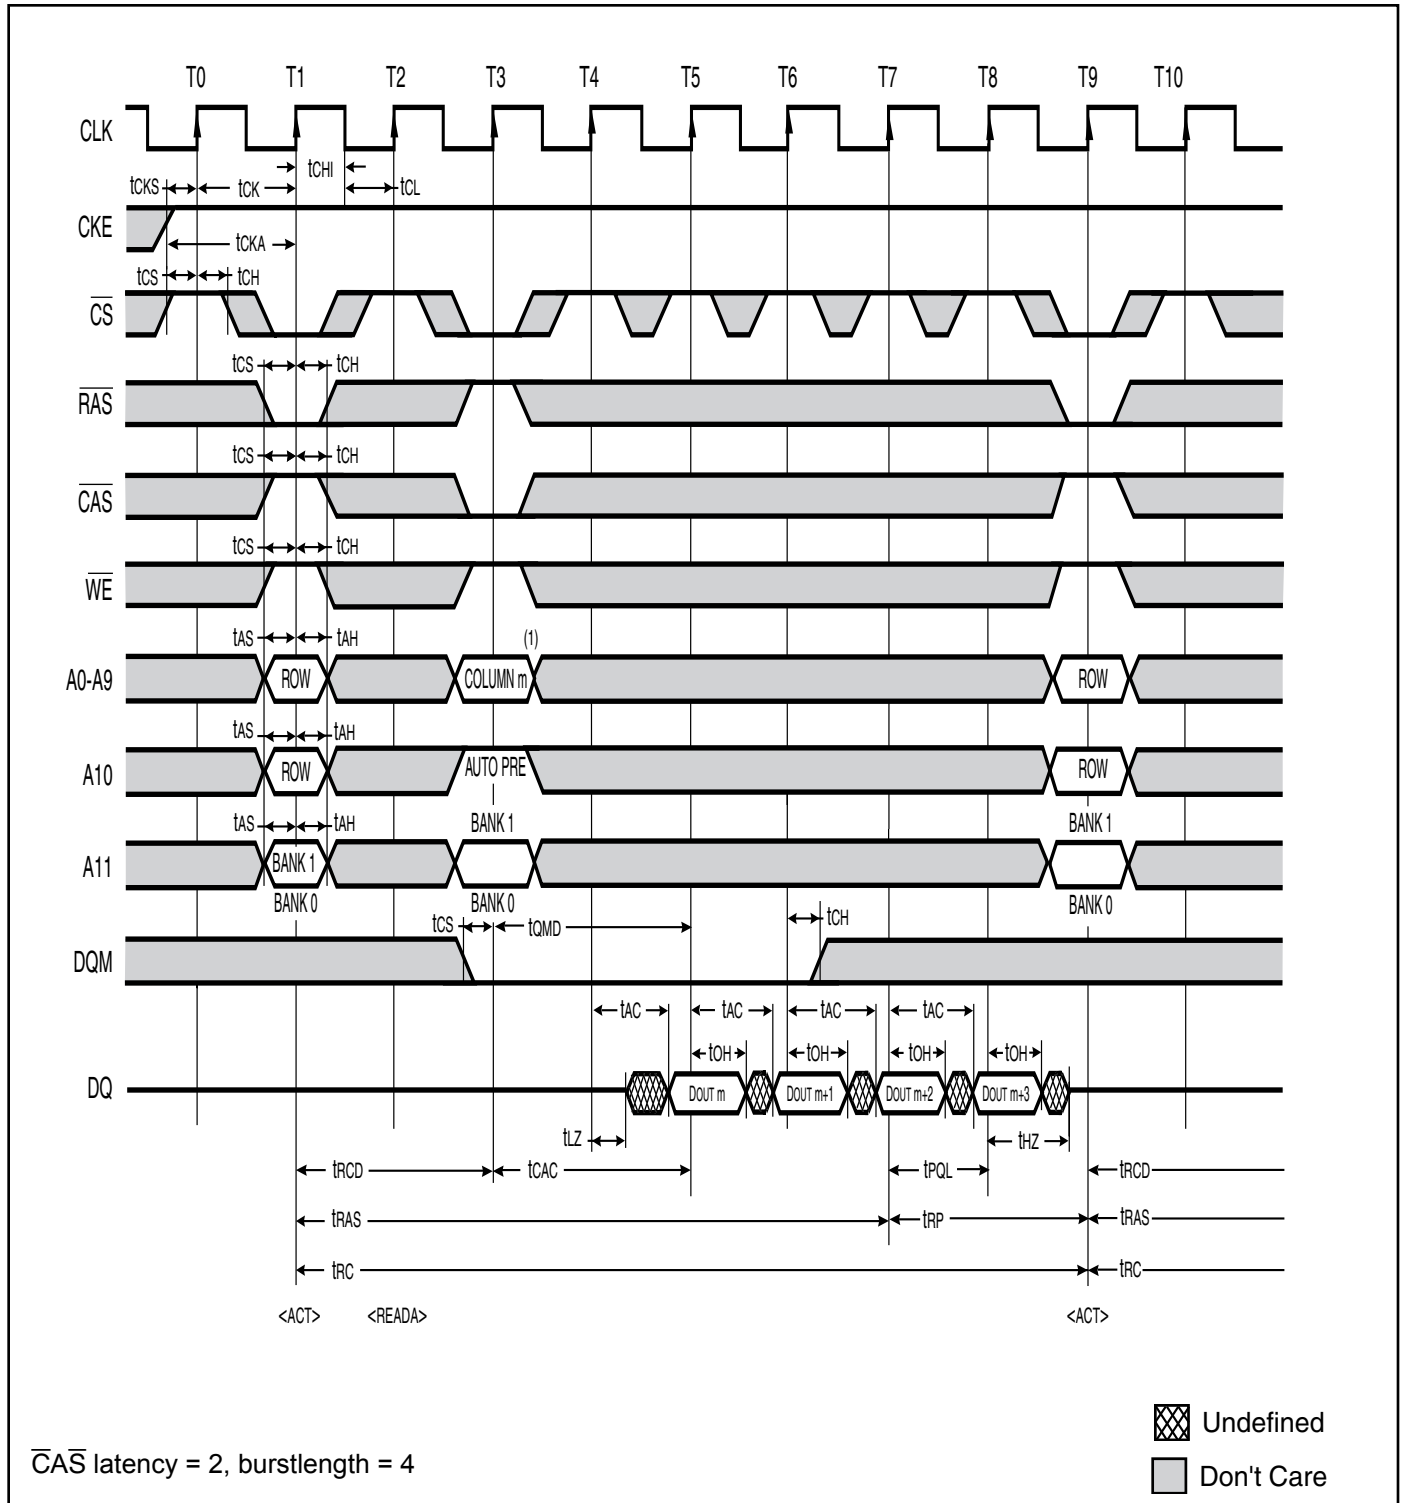 T0 T1 T2 T3 T4 T5 T6 T7 T8 T9 T10
CLK
tCHI
tCKS tCK tCL
CKE
tCKA
tCS tCH
CS
tCS tCH
RAS
tCS tCH
CAS
tCS tCH
WE
tAS tAH (1)
A0-A9 ROW COLUMN m ROW
tAS tAH
A10 ROW AUTO PRE ROW
tAS tAH BANK 1 BANK 1
A11 BANK 1
BANK 0 BANK 0 BANK 0
tCS tQMD tCH
DQM
tAC tAC tAC tAC
tOH tOH tOH tOH
DQ DOUT m DOUT m+1 DOUT m+2 DOUT m+3
tLZ tHZ
tRCD tCAC tPQL tRCD
tRAS tRP tRAS
tRC tRC
<ACT> <READA> <ACT>
Undefined
CAS latency = 2, burstlength = 4
Don't Care